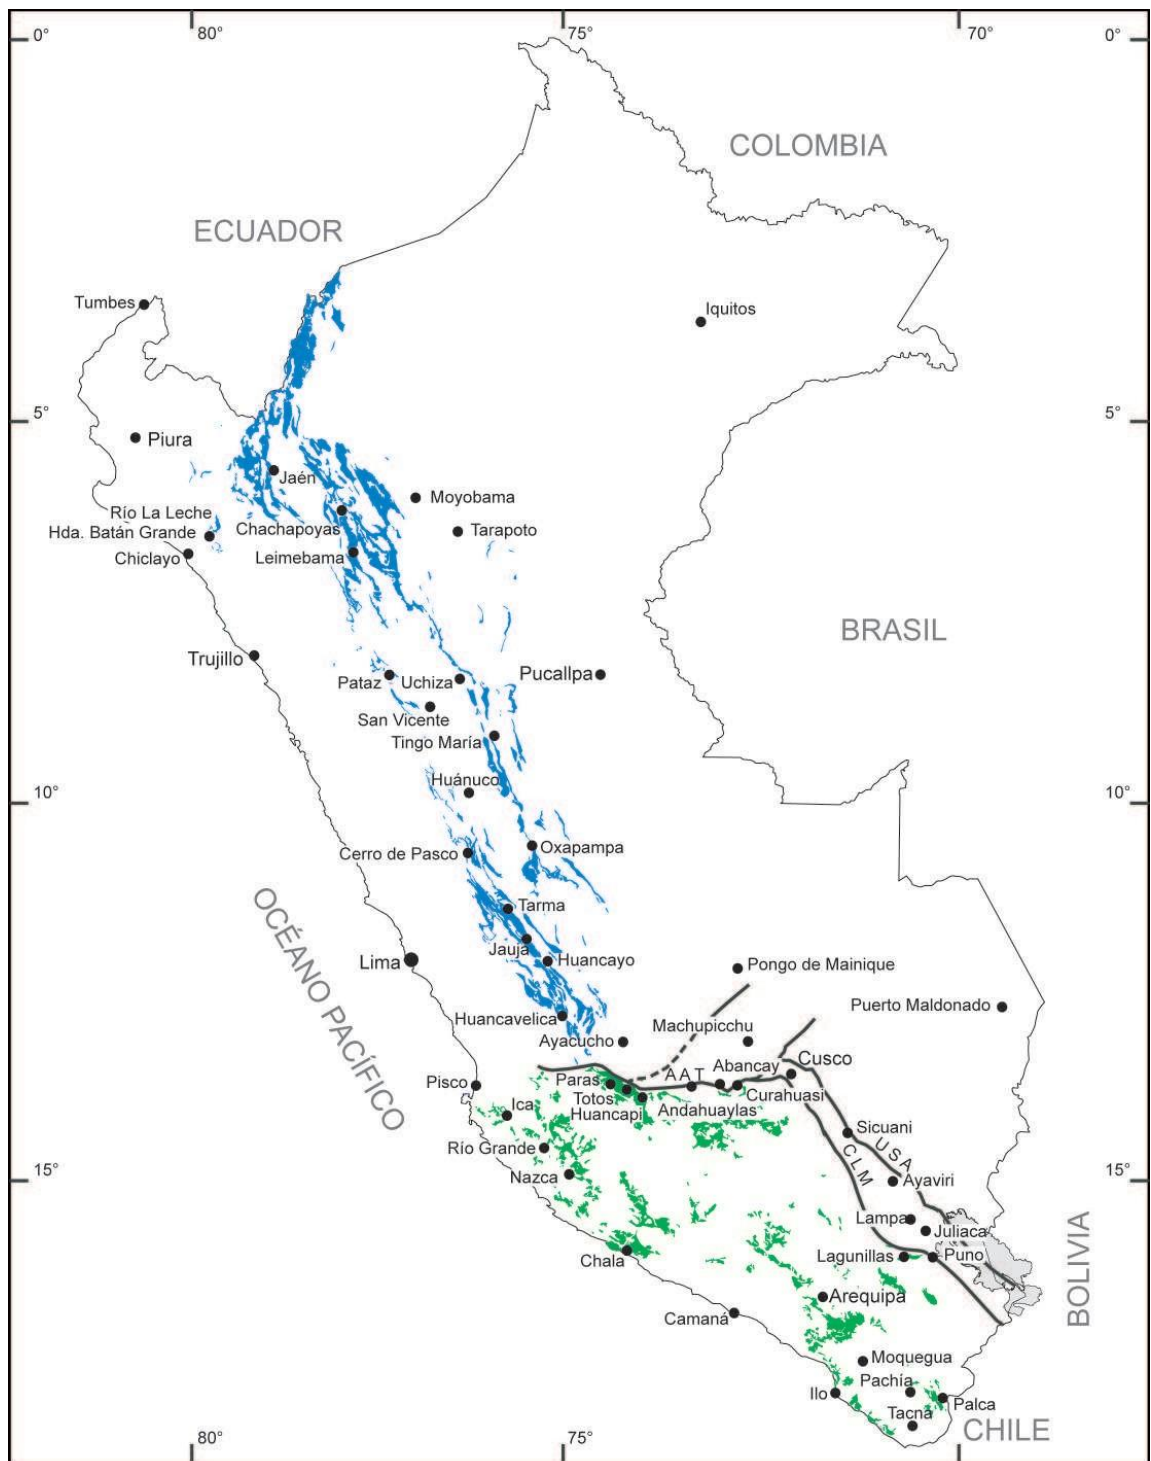 80°
75°
70°
0°
0°
COLOMBIA
ECUADOR
Tumbes
Iquitos
5°
5°
Piura
Jaén
Moyobama
Río La Leche
Chachapoyas
Tarapoto
Hda. Batán Grande
Chiclayo
Leimebama
BRASIL
Trujillo
Pataz
Uchiza
Pucallpa
San Vicente
Tingo María
Huánuco
10°
10°
Cerro de Pasco
Oxapampa
Tarma
OCÉANO PACÍFICO
Jauja
Lima
Huancayo
Pongo de Mainique
Puerto Maldonado
Huancavelica
Machupicchu
Ayacucho
Abancay
Cusco
AAT
Pisco
Paras
Curahuasi
Totos
Ica
Huancapi
Andahuaylas
Sicuani
Río Grande
USA
CLM
15°
15°
Nazca
Ayaviri
Lampa
Juliaca
Chala
Lagunillas
Puno
BOLIVIA
Arequipa
Camaná
Moquegua
Pachía
Ilo
Palca
Tacna
CHILE
80°
75°
70°